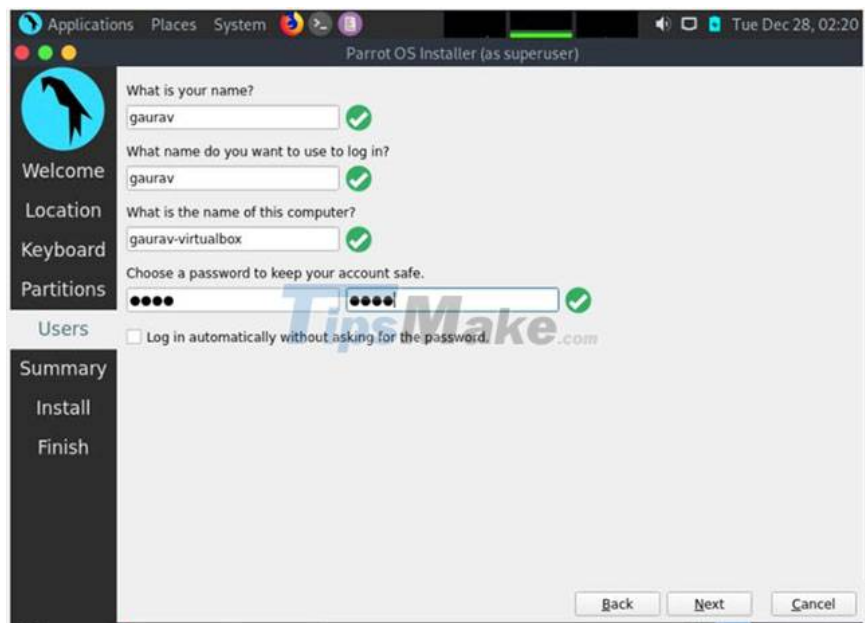 Applications Places System Tue Dec 28, 02:20
Parrot OS Installer (as superuser)
Welcome
Location
Keyboard
Partitions
Users
Summary
Install
Finish
What is your name?
gaurav
What name do you want to use to log in?
gaurav
What is the name of this computer?
gaurav-virtualbox
Choose a password to keep your account safe.
●●●● ●●●●
Log in automatically without asking for the password.
TipsMake.com
Back Next Cancel